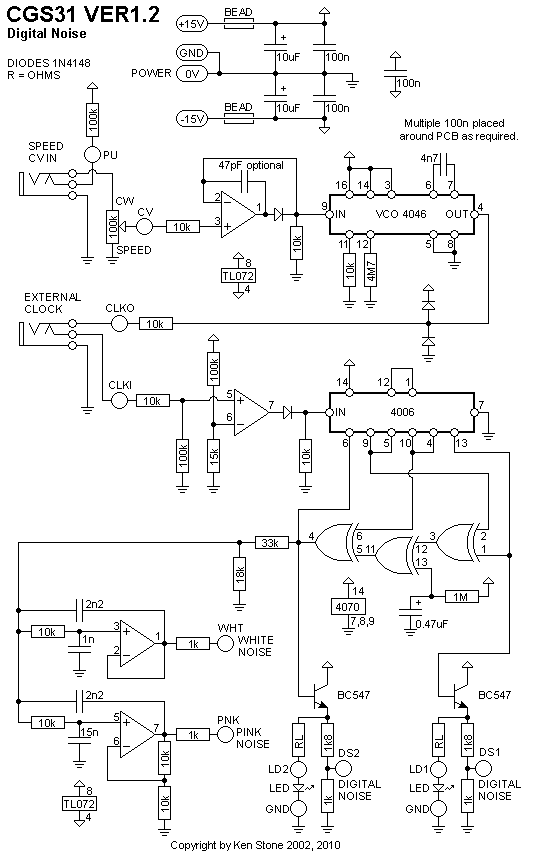 CGS31 VER1.2
Digital Noise
DIODES 1N4148
R = OHMS
+15V
BEAD
GND
POWER
0V
-15V
BEAD
+
10uF
100n
+
10uF
100n
100n
Multiple 100n placed
around PCB as required.
SPEED
CV IN
100k
PU
CW
100k
CV
SPEED
10k
47pF optional
2
3
1
10k
8
TL072
4
4n7
16 14 3 6 7
9 IN VCO 4046 OUT 4
11 12 5 8
10k
4M7
EXTERNAL
CLOCK
CLKO
10k
CLKI
10k
100k
100k
15k
5
6
7
10k
14 12 1
IN 4006 7
6 9 5 10 4 13
33k
18k
4
6
5
11
12
13
3
2
1
14
4070
7,8,9
1M
+
0.47uF
2n2
10k
1n
3
2
1
1k
WHT
WHITE
NOISE
2n2
10k
15n
5
6
7
1k
PNK
PINK
NOISE
10k
10k
8
TL072
4
BC547
RL
1k8
LD2
DS2
LED
DIGITAL
NOISE
1k
GND
BC547
RL
1k8
LD1
DS1
LED
DIGITAL
NOISE
1k
GND
Copyright by Ken Stone 2002, 2010